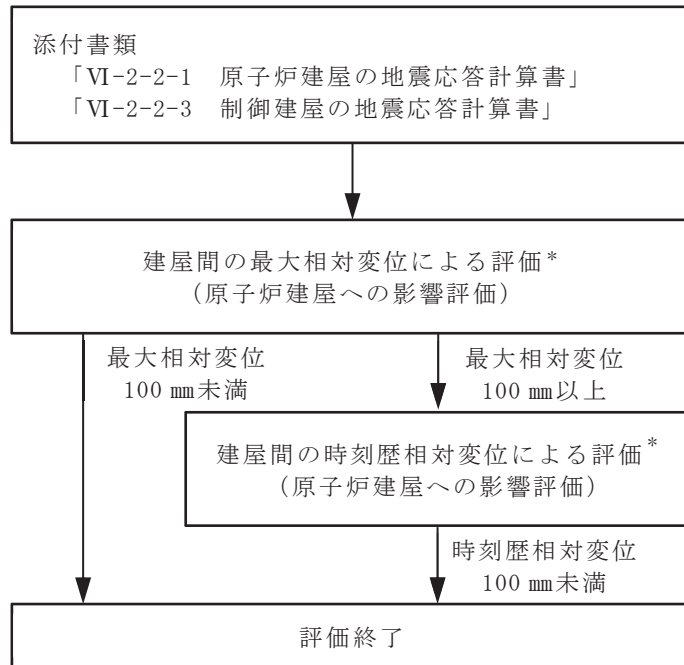 添付書類
「Ⅵ-2-2-1 原子炉建屋の地震応答計算書」
「Ⅵ-2-2-3 制御建屋の地震応答計算書」
建屋間の最大相対変位による評価*
(原子炉建屋への影響評価)
最大相対変位
100 ㎜未満
最大相対変位
100 ㎜以上
建屋間の時刻歴相対変位による評価*
(原子炉建屋への影響評価)
時刻歴相対変位
100 ㎜未満
評価終了